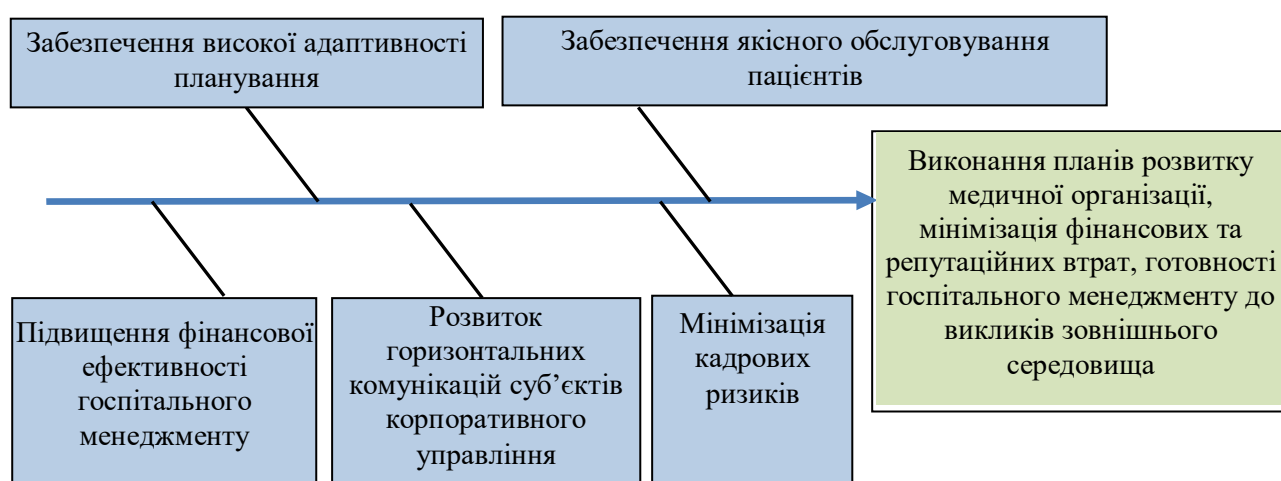 Забезпечення високої адаптивності
планування
Забезпечення якісного обслуговування
пацієнтів
Виконання планів розвитку
медичної організації,
мінімізація фінансових та
репутаційних втрат, готовності
госпітального менеджменту до
викликів зовнішнього
середовища
Підвищення фінансової
ефективності
госпітального
менеджменту
Розвиток
горизонтальних
комунікацій суб’єктів
корпоративного
управління
Мінімізація
кадрових
ризиків